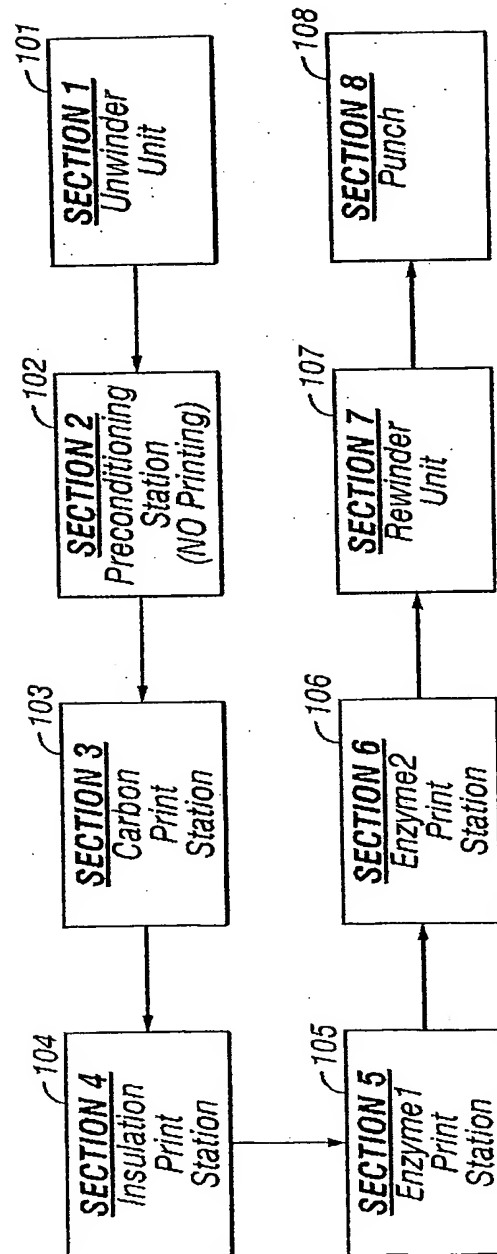 101
SECTION 1
Unwinder
Unit
102
SECTION 2
Preconditioning
Station
(NO Printing)
103
SECTION 3
Carbon
Print
Station
104
SECTION 4
Insulation
Print
Station
105
SECTION 5
Enzyme1
Print
Station
106
SECTION 6
Enzyme2
Print
Station
107
SECTION 7
Rewinder
Unit
108
SECTION 8
Punch